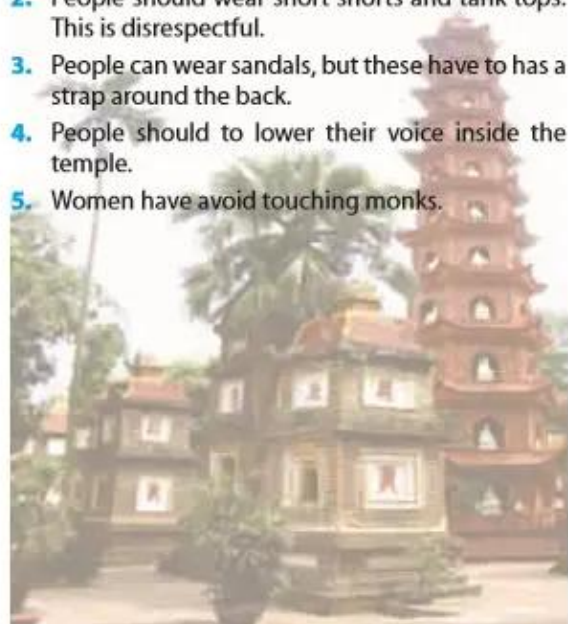 2. People should wear short shorts and tank tops.
This is disrespectful.
3. People can wear sandals, but these have to has a
strap around the back.
4. People should to lower their voice inside the
temple.
5. Women have avoid touching monks.